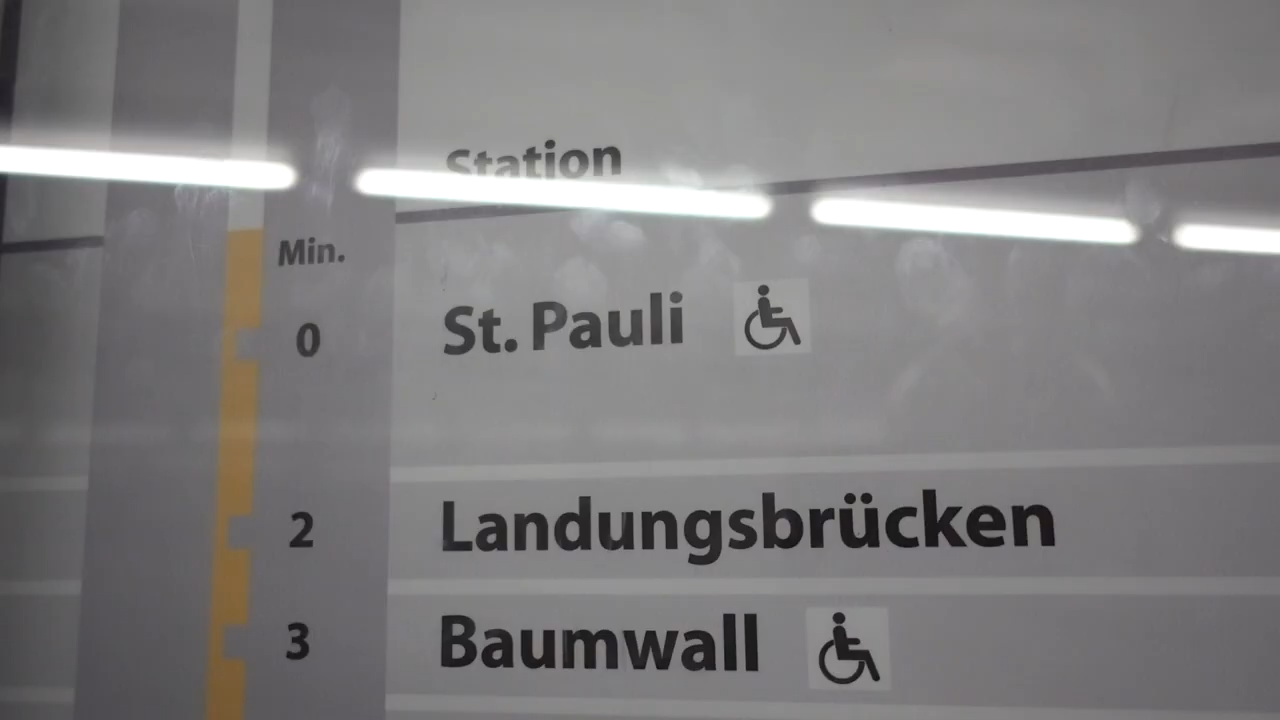 Station
Min.
0 St. Pauli
2 Landungsbrücken
3 Baumwall